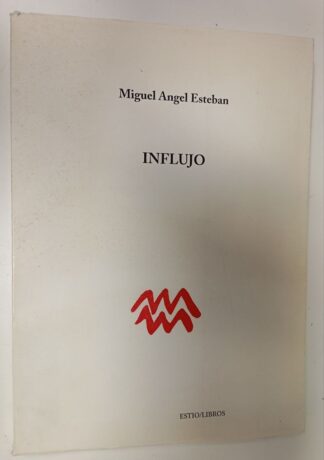 Miguel Angel Esteban
INFLUJO
ESTIO/LIBROS